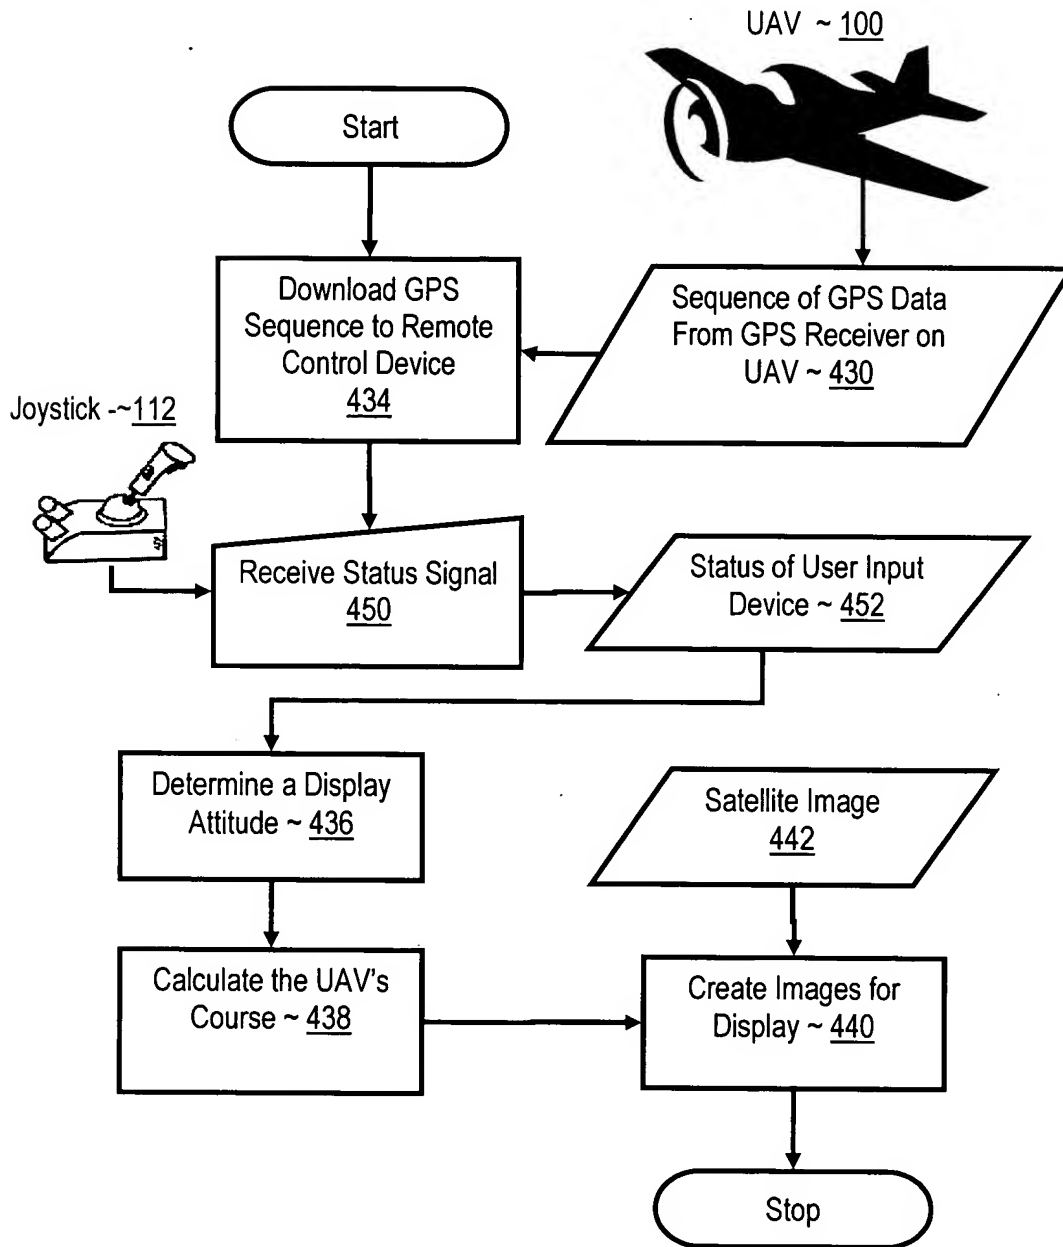 UAV ~ 100
Start
Download GPS
Sequence to Remote
Control Device
434
Sequence of GPS Data
From GPS Receiver on
UAV ~ 430
Joystick -~112
Receive Status Signal
450
Status of User Input
Device ~ 452
Determine a Display
Attitude ~ 436
Satellite Image
442
Calculate the UAV's
Course ~ 438
Create Images for
Display ~ 440
Stop